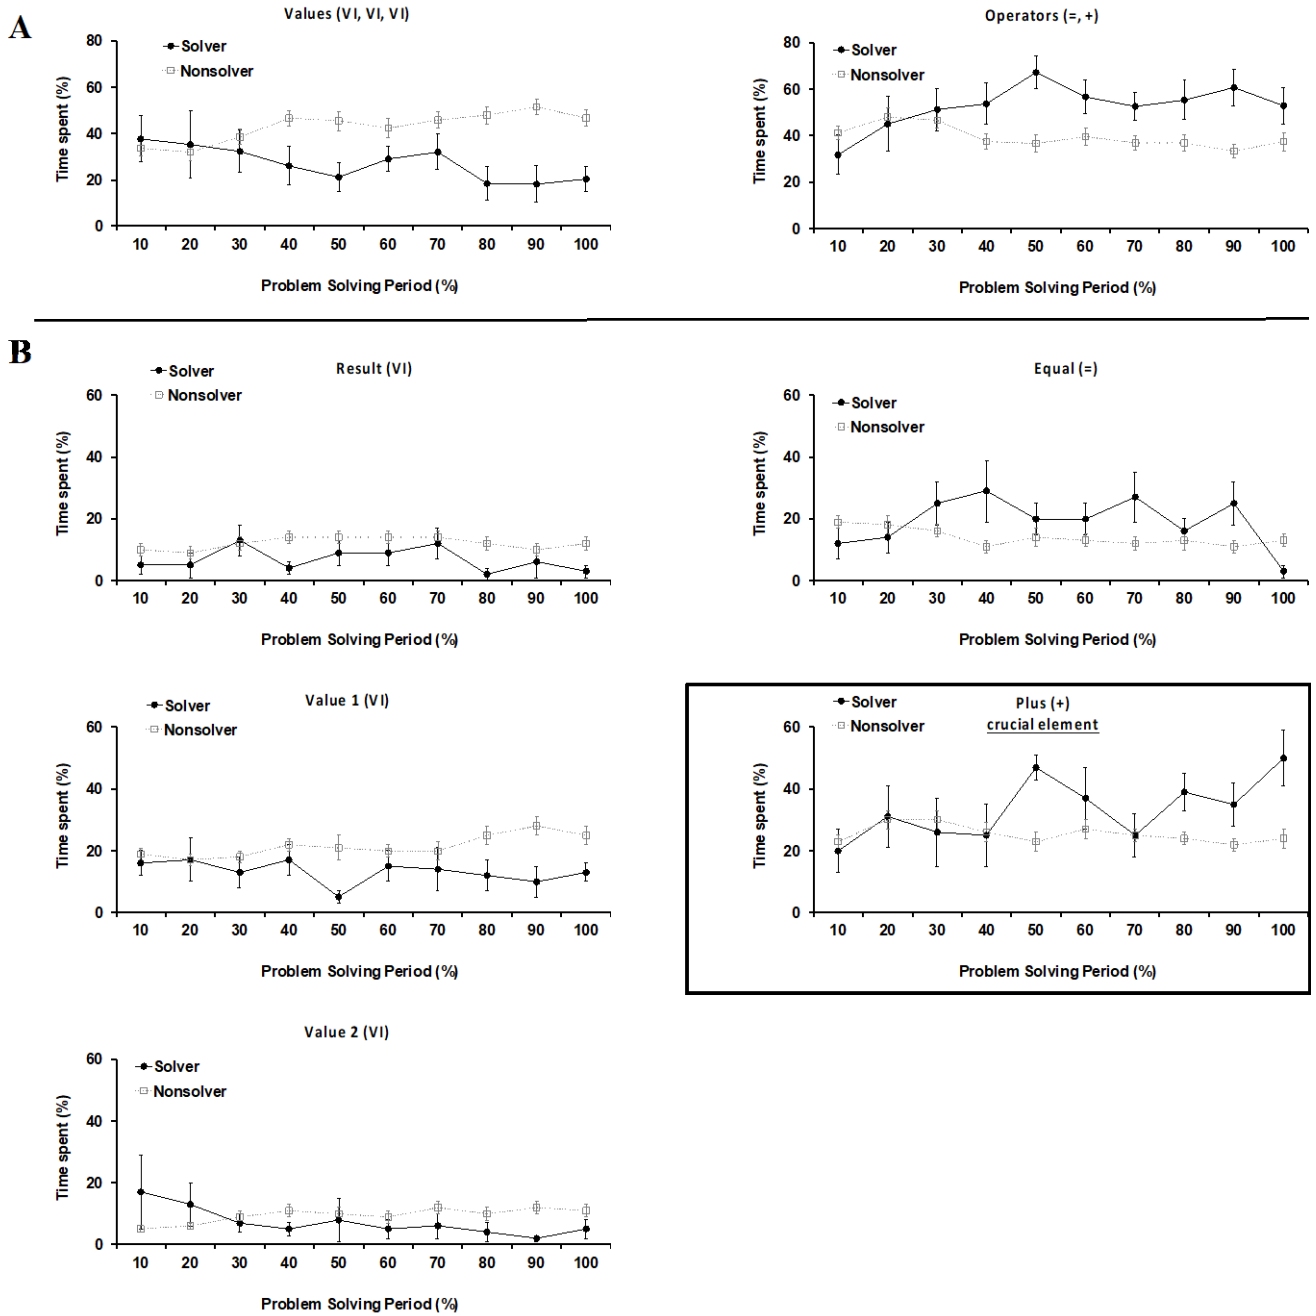 A
Values (VI, VI, VI)
Solver
Nonsolver
Time spent (%)
80
60
40
20
0
10 20 30 40 50 60 70 80 90 100
Problem Solving Period (%)
Operators (=, +)
Solver
Nonsolver
Time spent (%)
80
60
40
20
0
10 20 30 40 50 60 70 80 90 100
Problem Solving Period (%)
B
Result (VI)
Solver
Nonsolver
Time spent (%)
60
40
20
0
10 20 30 40 50 60 70 80 90 100
Problem Solving Period (%)
Equal (=)
Solver
Nonsolver
Time spent (%)
60
40
20
0
10 20 30 40 50 60 70 80 90 100
Problem Solving Period (%)
Value 1 (VI)
Solver
Nonsolver
Time spent (%)
60
40
20
0
10 20 30 40 50 60 70 80 90 100
Problem Solving Period (%)
Plus (+)
crucial element
Solver
Nonsolver
Time spent (%)
60
40
20
0
10 20 30 40 50 60 70 80 90 100
Problem Solving Period (%)
Value 2 (VI)
Solver
Nonsolver
Time spent (%)
60
40
20
0
10 20 30 40 50 60 70 80 90 100
Problem Solving Period (%)